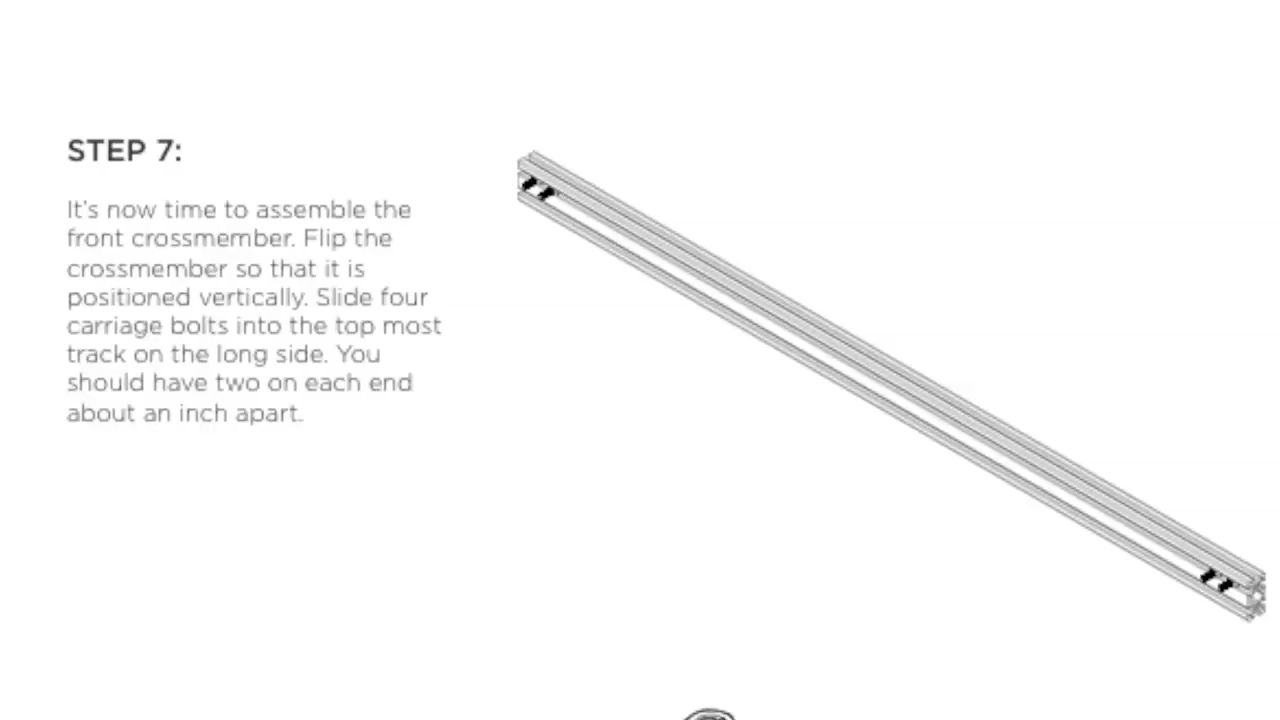 STEP 7:
It's now time to assemble the
front crossmember. Flip the
crossmember so that it is
positioned vertically. Slide four
carriage bolts into the top most
track on the long side. You
should have two on each end
about an inch apart.